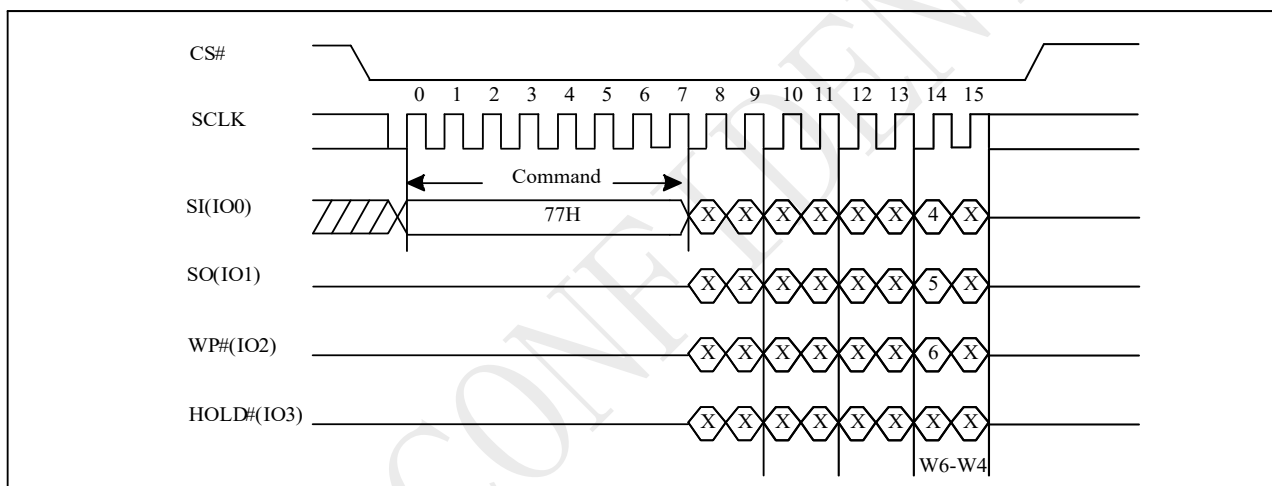 CS#
0 1 2 3 4 5 6 7 8 9 10 11 12 13 14 15
SCLK
Command
SI(IO0) 77H X X X X X X 4 X
SO(IO1) X X X X X X 5 X
WP#(IO2) X X X X X X 6 X
HOLD#(IO3) X X X X X X X X
W6-W4